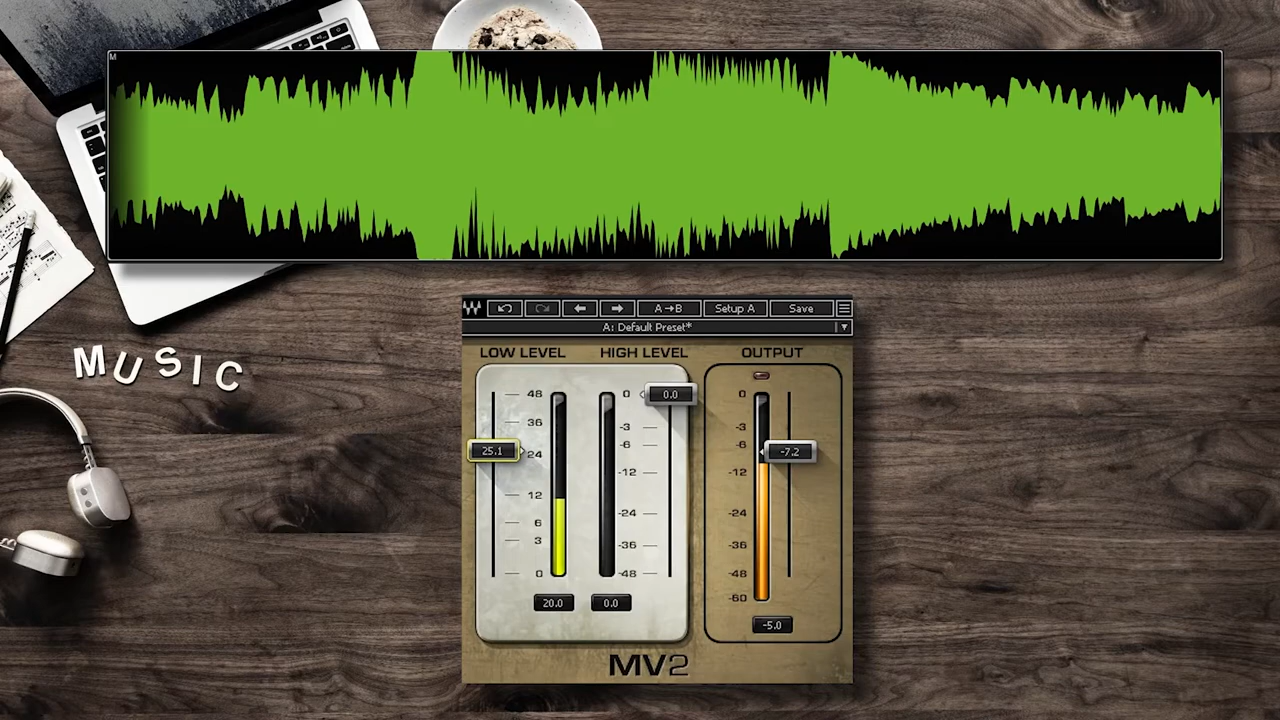 M
MUSIC
A→B Setup A Save
A: Default Preset*
LOW LEVEL HIGH LEVEL OUTPUT
48 0 0.0 0
36 -3 -3
25.1 24 -6 -6 -7.2
-12 -12
12 -24 -24
6
3 -36 -36
0 -48 -48
-60
20.0 0.0
-5.0
MV2